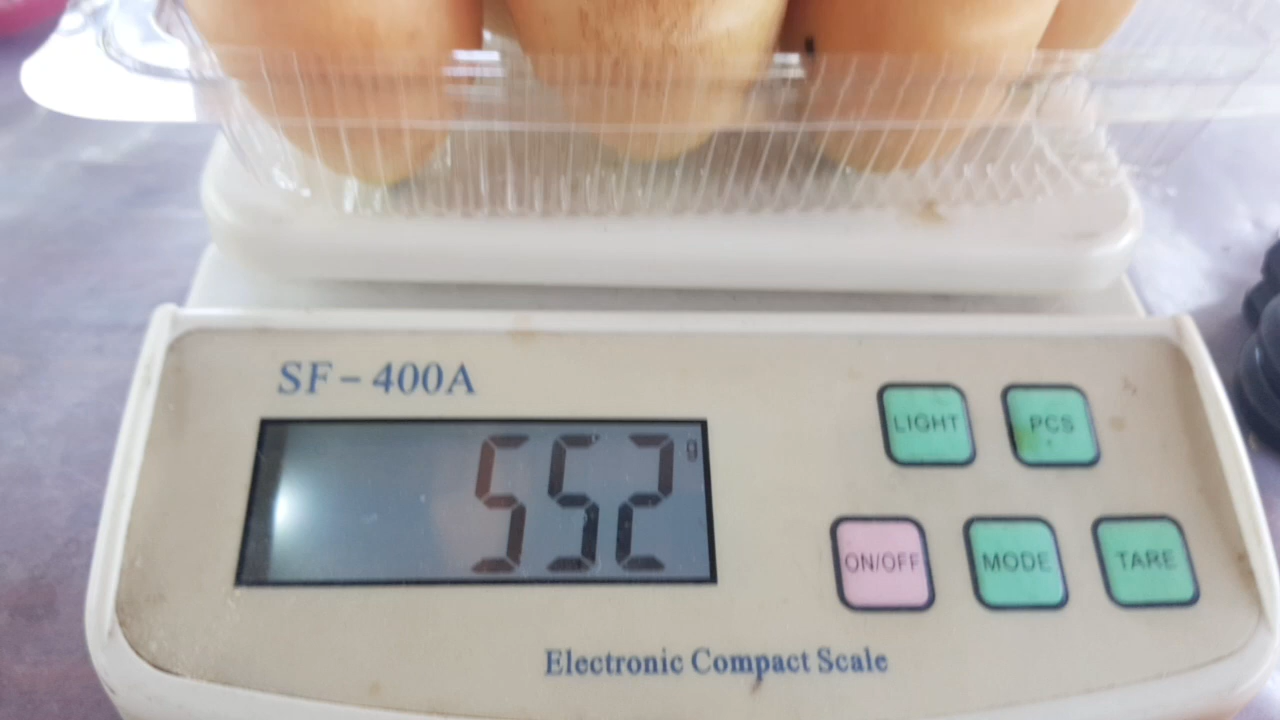 SF-400A
552 g
LIGHT PCS
ON/OFF MODE TARE
Electronic Compact Scale